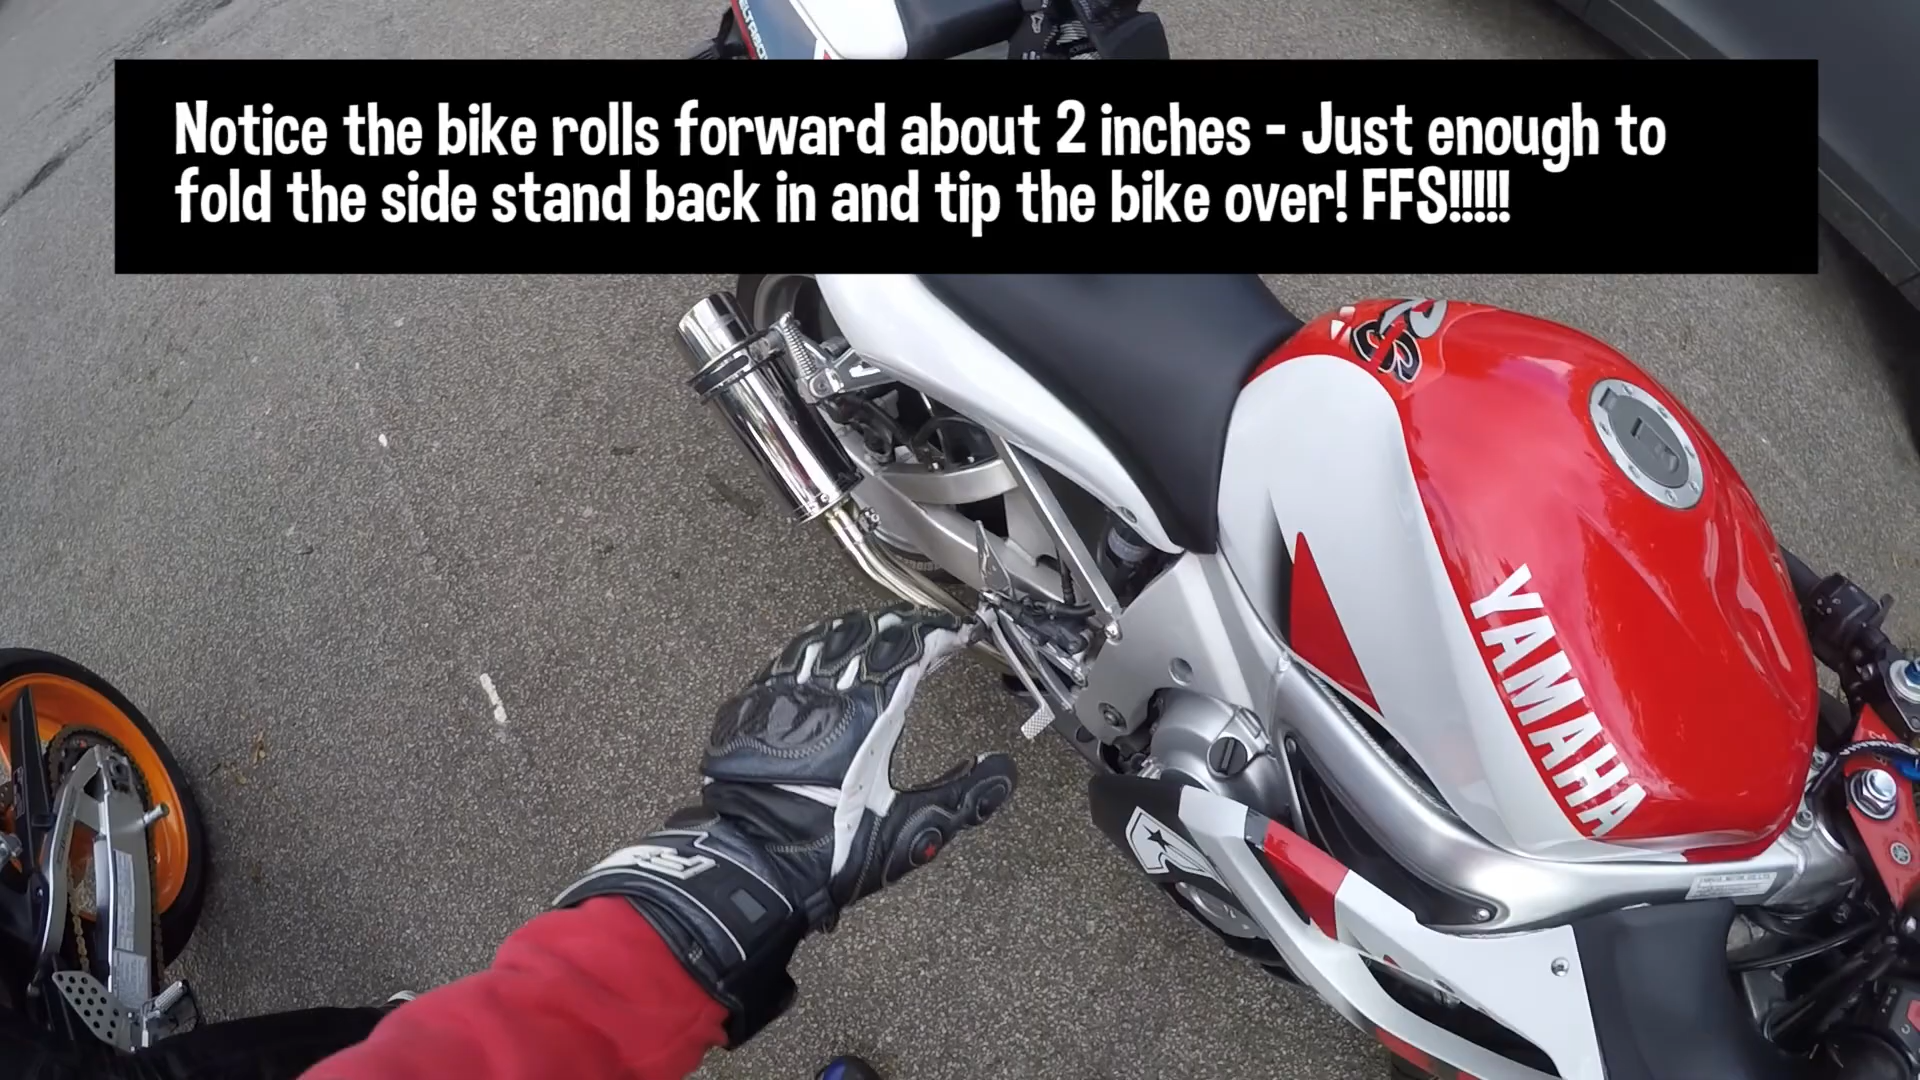 Notice the bike rolls forward about 2 inches - Just enough to
fold the side stand back in and tip the bike over! FFS!!!!!
R6
YAMAHA